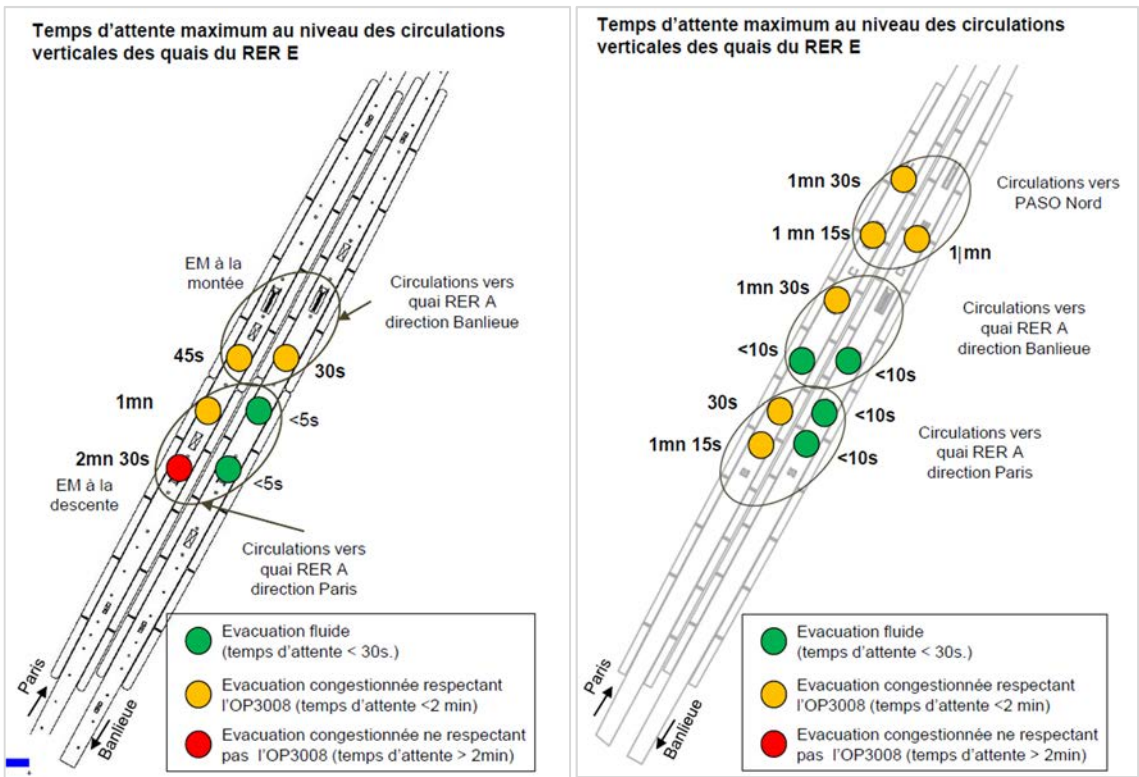 Temps d'attente maximum au niveau des circulations
verticales des quais du RER E
EM à la
montée
Circulations vers
quai RER A
direction Banlieue
45s
30s
1mn
<5s
2mn 30s
<5s
EM à la
descente
Circulations vers
quai RER A
direction Paris
Paris
Banlieue
Evacuation fluide
(temps d'attente < 30s.)
Evacuation congestionnée respectant
l'OP3008 (temps d'attente <2 min)
Evacuation congestionnée ne respectant
pas l'OP3008 (temps d'attente > 2min)
Temps d'attente maximum au niveau des circulations
verticales des quais du RER E
1mn 30s
Circulations vers
PASO Nord
1 mn 15s
1|mn
1mn 30s
Circulations vers
quai RER A
direction Banlieue
<10s
<10s
30s
<10s
1mn 15s
<10s
Circulations vers
quai RER A
direction Paris
Paris
Banlieue
Evacuation fluide
(temps d'attente < 30s.)
Evacuation congestionnée respectant
l'OP3008 (temps d'attente <2 min)
Evacuation congestionnée ne respectant
pas l'OP3008 (temps d'attente > 2min)